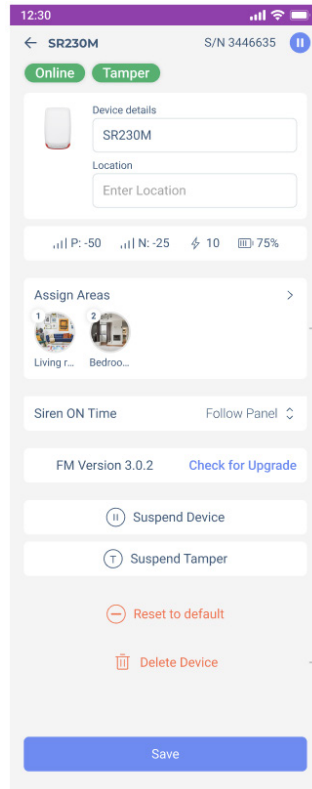 12:30
SR230M S/N 3446635
Online Tamper
Device details
SR230M
Location
Enter Location
P: -50 N: -25 10 75%
Assign Areas
1 2
Living r... Bedroo...
Siren ON Time Follow Panel
FM Version 3.0.2 Check for Upgrade
Suspend Device
T Suspend Tamper
Reset to default
Delete Device
Save